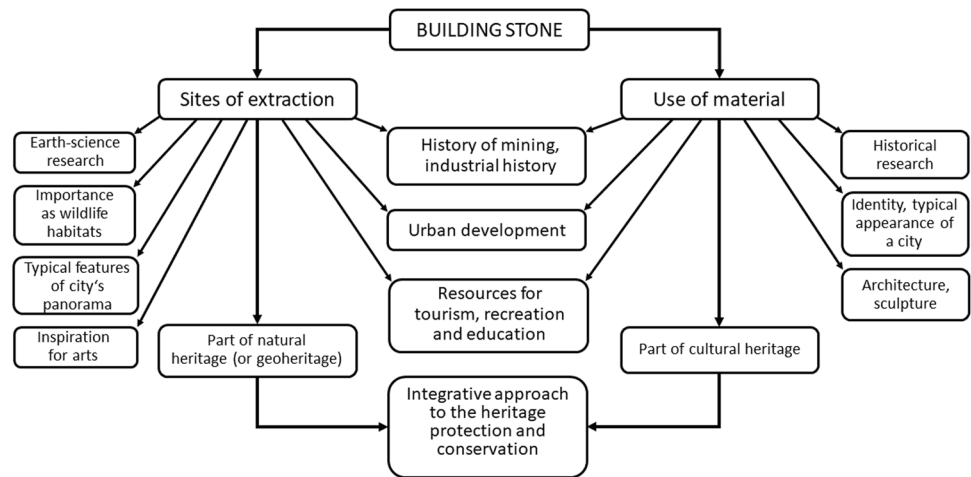 BUILDING STONE
Sites of extraction
Use of material
Earth-science
research
Importance
as wildlife
habitats
Typical features
of city's
panorama
Inspiration
for arts
Part of natural
heritage (or geoheritage)
History of mining,
industrial history
Urban development
Resources for
tourism, recreation
and education
Integrative approach
to the heritage
protection and
conservation
Part of cultural heritage
Historical
research
Identity, typical
appearance of
a city
Architecture,
sculpture